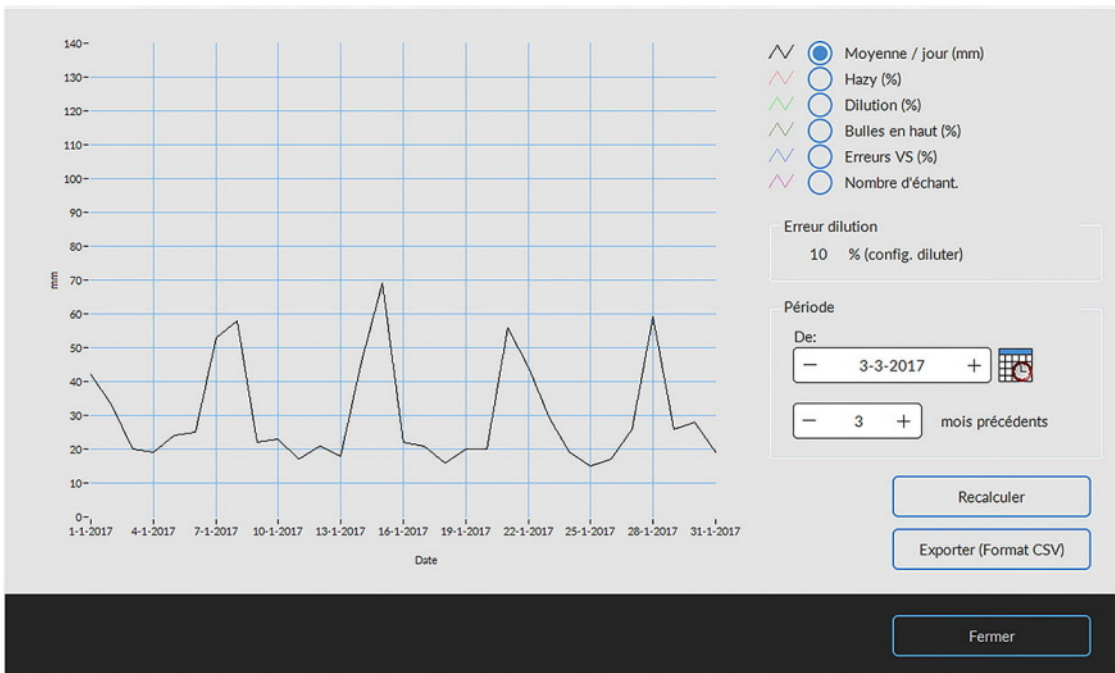 140
130
120
110
100
90
80
70
60
50
40
30
20
10
0
mm
1-1-2017 4-1-2017 7-1-2017 10-1-2017 13-1-2017 16-1-2017 19-1-2017 22-1-2017 25-1-2017 28-1-2017 31-1-2017
Date
Moyenne / jour (mm)
Hazy (%)
Dilution (%)
Bulles en haut (%)
Erreurs VS (%)
Nombre d'échant.
Erreur dilution
10 % (config. diluter)
Période
De:
− 3-3-2017 +
− 3 + mois précédents
Recalculer
Exporter (Format CSV)
Fermer